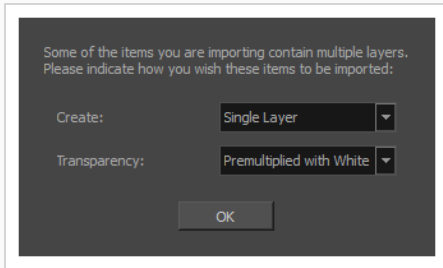 Some of the items you are importing contain multiple layers.
Please indicate how you wish these items to be imported:
Create: Single Layer
Transparency: Premultiplied with White
OK